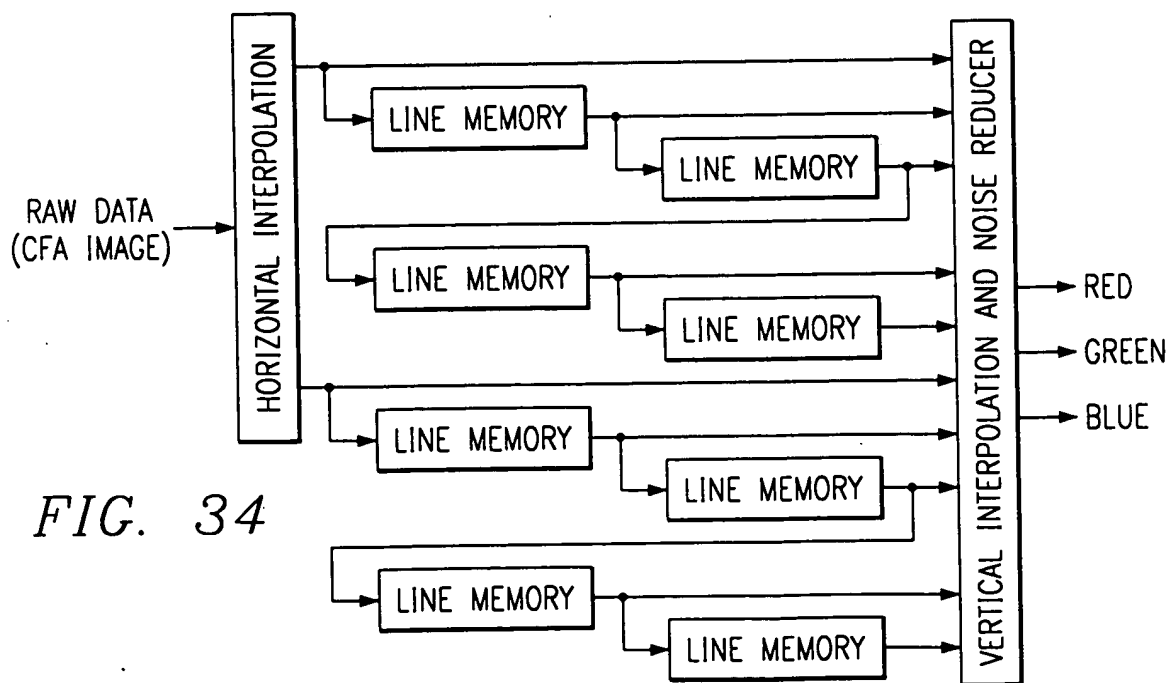 RAW DATA
(CFA IMAGE)
HORIZONTAL INTERPOLATION
LINE MEMORY
LINE MEMORY
LINE MEMORY
LINE MEMORY
LINE MEMORY
LINE MEMORY
LINE MEMORY
LINE MEMORY
VERTICAL INTERPOLATION AND NOISE REDUCER
RED
GREEN
BLUE
FIG. 34